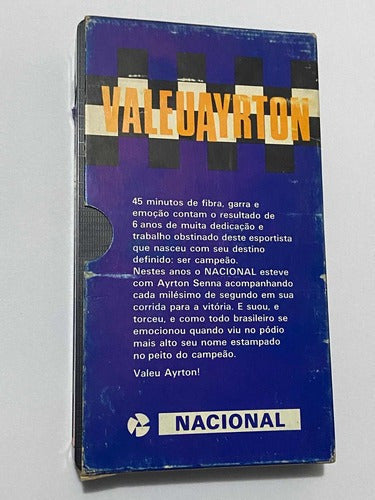 VALEUAYRTON
45 minutos de fibra, garra e
emoção contam o resultado de
6 anos de muita dedicação e
trabalho obstinado deste esportista
que nasceu com seu destino
definido: ser campeão.
Nestes anos o NACIONAL esteve
com Ayrton Senna acompanhando
cada milésimo de segundo em sua
corrida para a vitória. E suou, e
torceu, e como todo brasileiro se
emocionou quando viu no pódio
mais alto seu nome estampado
no peito do campeão.
Valeu Ayrton!
NACIONAL